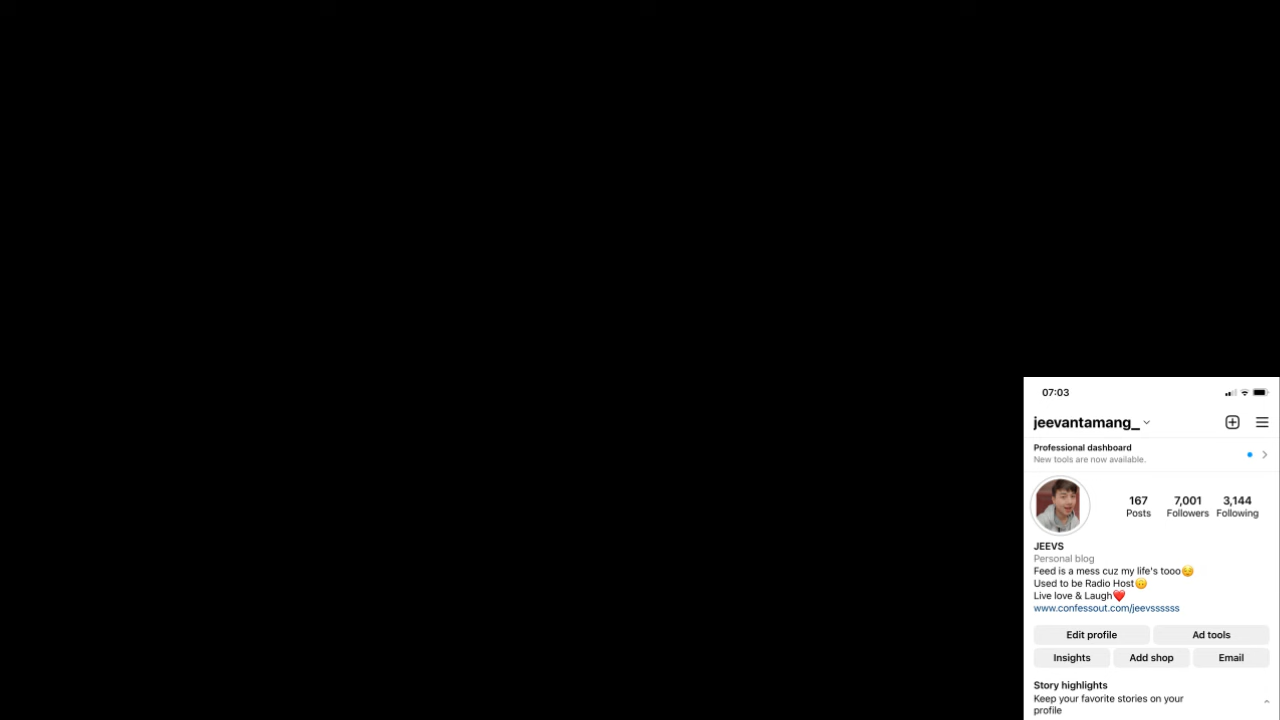 07:03
jeevantamang_
Professional dashboard
New tools are now available.
167 7,001 3,144
Posts Followers Following
JEEVS
Personal blog
Feed is a mess cuz my life's tooo😌
Used to be Radio Host🙃
Live love & Laugh❤️
www.confessout.com/jeevssssss
Edit profile Ad tools
Insights Add shop Email
Story highlights
Keep your favorite stories on your
profile